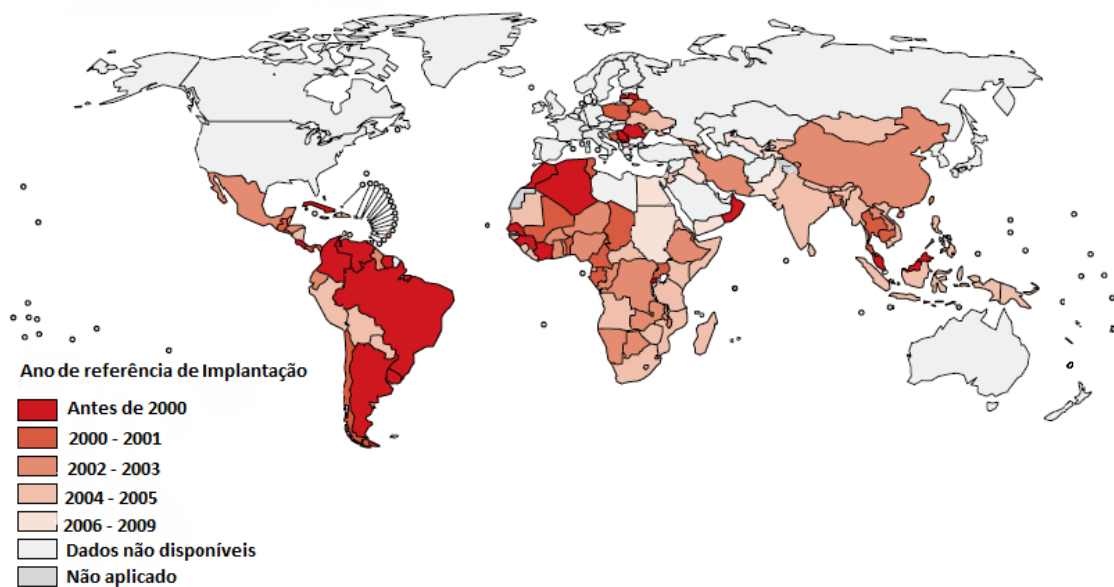 Ano de referência de Implantação
Antes de 2000
2000 - 2001
2002 - 2003
2004 - 2005
2006 - 2009
Dados não disponíveis
Não aplicado